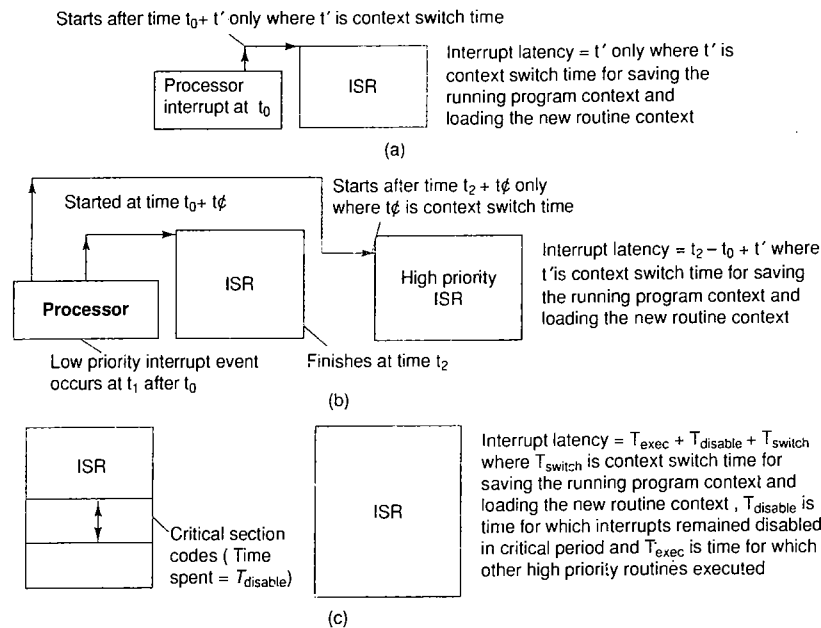 Starts after time t₀+ t′ only where t′ is context switch time
Processor
interrupt at t₀
ISR
Interrupt latency = t′ only where t′ is
context switch time for saving the
running program context and
loading the new routine context
(a)
Started at time t₀+ t¢
Starts after time t₂ + t¢ only
where t¢ is context switch time
Processor
ISR
High priority
ISR
Interrupt latency = t₂ – t₀ + t′ where
t′is context switch time for saving
the running program context and
loading the new routine context
Low priority interrupt event
occurs at t₁ after t₀
Finishes at time t₂
(b)
ISR
Critical section
codes ( Time
spent = T_disable)
ISR
Interrupt latency = T_exec + T_disable + T_switch
where T_switch is context switch time for
saving the running program context and
loading the new routine context , T_disable is
time for which interrupts remained disabled
in critical period and T_exec is time for which
other high priority routines executed
(c)